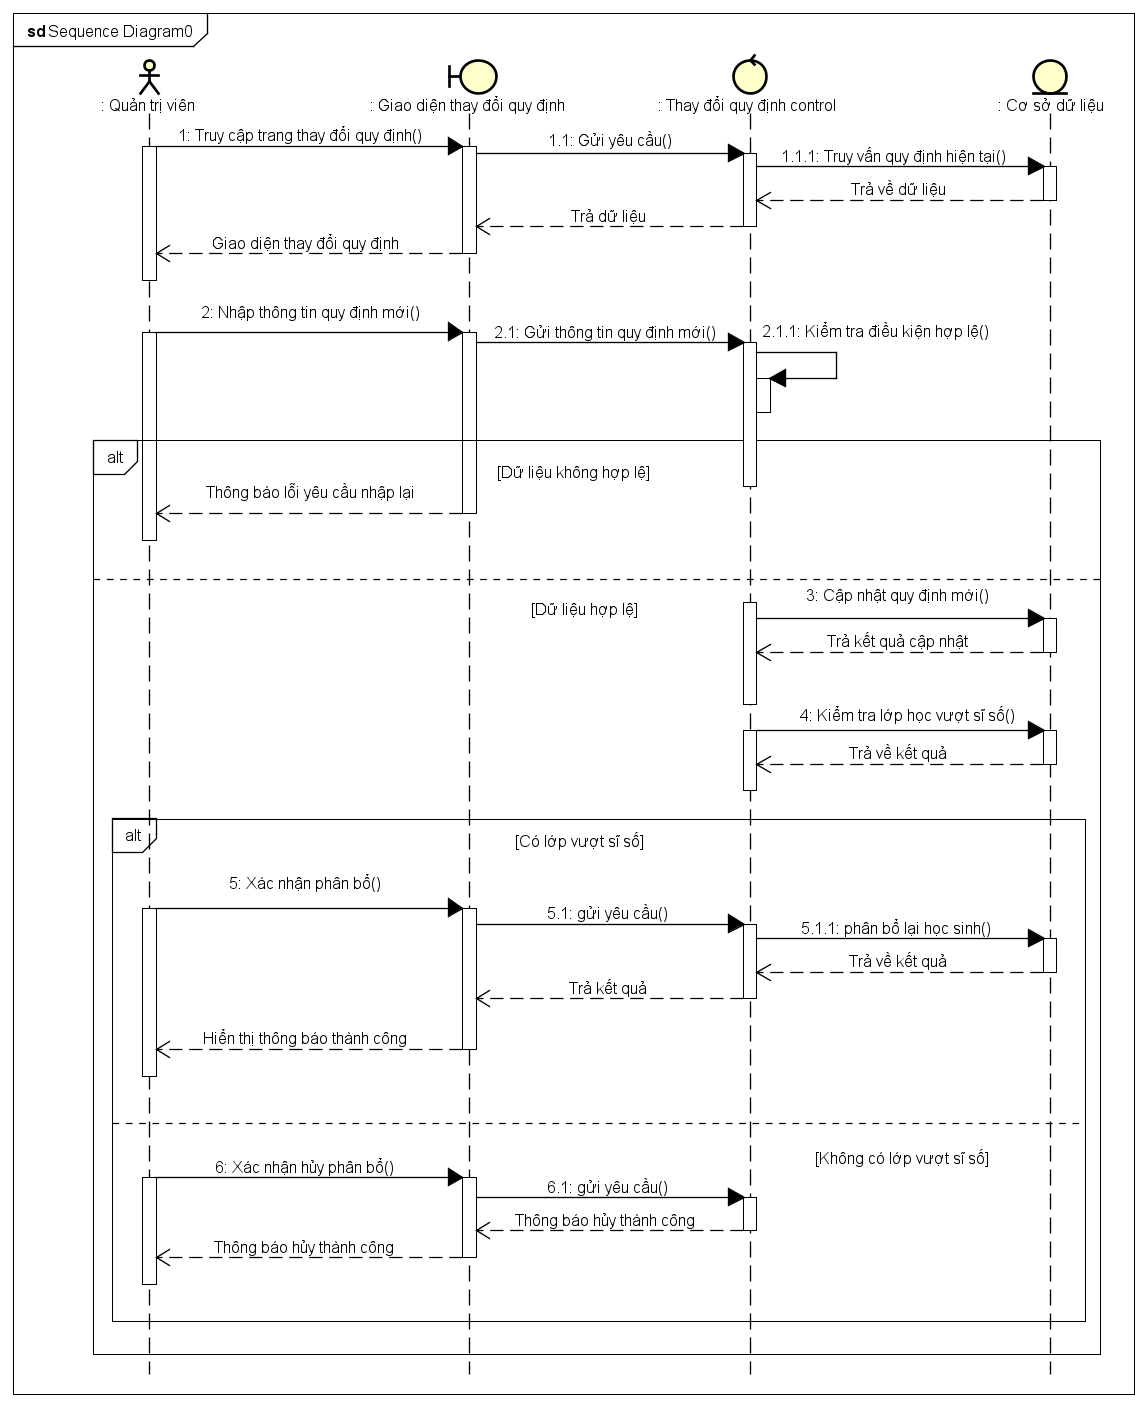 sd Sequence Diagram0
: Quản trị viên
: Giao diện thay đổi quy định
: Thay đổi quy định control
: Cơ sở dữ liệu
1: Truy cập trang thay đổi quy định()
1.1: Gửi yêu cầu()
1.1.1: Truy vấn quy định hiện tại()
Trả về dữ liệu
Trả dữ liệu
Giao diện thay đổi quy định
2: Nhập thông tin quy định mới()
2.1: Gửi thông tin quy định mới()
2.1.1: Kiểm tra điều kiện hợp lệ()
alt
[Dữ liệu không hợp lệ]
Thông báo lỗi yêu cầu nhập lại
[Dữ liệu hợp lệ]
3: Cập nhật quy định mới()
Trả kết quả cập nhật
4: Kiểm tra lớp học vượt sĩ số()
Trả về kết quả
alt
[Có lớp vượt sĩ số]
5: Xác nhận phân bổ()
5.1: gửi yêu cầu()
5.1.1: phân bổ lại học sinh()
Trả về kết quả
Trả kết quả
Hiển thị thông báo thành công
[Không có lớp vượt sĩ số]
6: Xác nhận hủy phân bổ()
6.1: gửi yêu cầu()
Thông báo hủy thành công
Thông báo hủy thành công